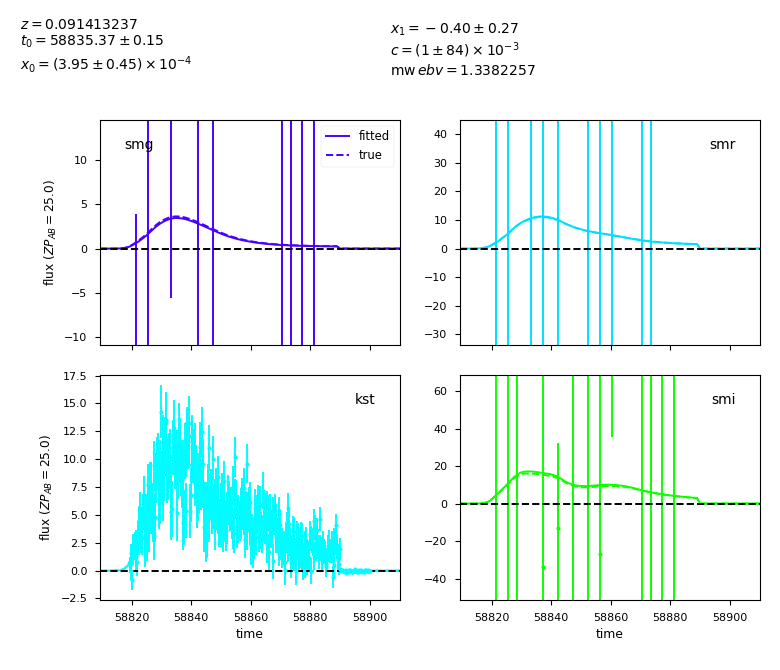 z = 0.091413237
t₀ = 58835.37 ± 0.15
x₀ = (3.95 ± 0.45) × 10⁻⁴
x₁ = −0.40 ± 0.27
c = (1 ± 84) × 10⁻³
mw ebv = 1.3382257
smg
fitted
true
10
5
0
−5
−10
flux (ZP_AB = 25.0)
smr
40
30
20
10
0
−10
−20
−30
kst
17.5
15.0
12.5
10.0
7.5
5.0
2.5
0.0
−2.5
flux (ZP_AB = 25.0)
58820 58840 58860 58880 58900
time
smi
60
40
20
0
−20
−40
58820 58840 58860 58880 58900
time